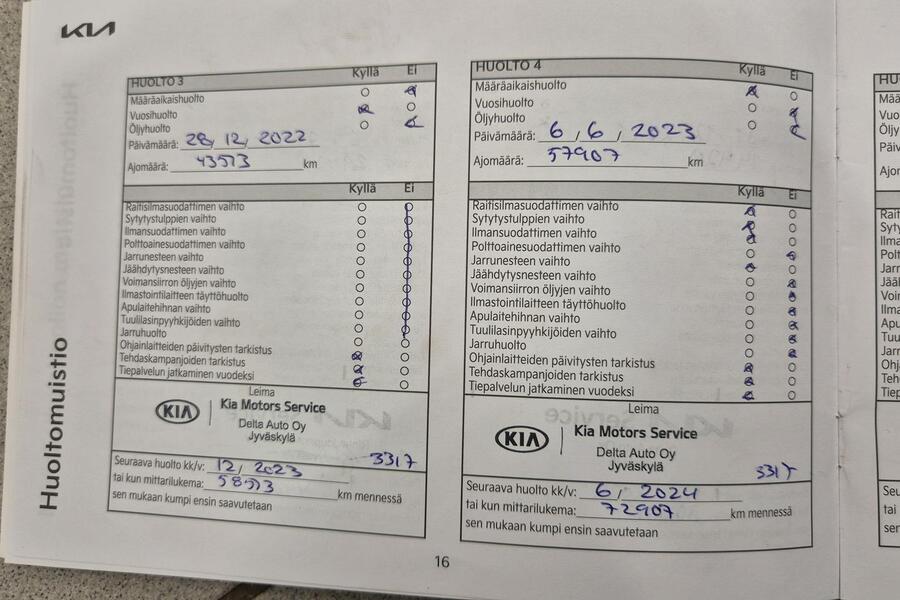 KIA
Huoltomuistio
HUOLTO 3 Kyllä Ei
Määräaikaishuolto
Vuosihuolto
Öljyhuolto
Päivämäärä: 28, 12, 2022
Ajomäärä: 43573 km
Kyllä Ei
Raitisilmasuodattimen vaihto
Sytytystulppien vaihto
Ilmansuodattimen vaihto
Polttoainesuodattimen vaihto
Jarrunesteen vaihto
Jäähdytysnesteen vaihto
Voimansiirron öljyjen vaihto
Ilmastointilaitteen täyttöhuolto
Apulaitehihnan vaihto
Tuulilasinpyyhkijöiden vaihto
Jarruhuolto
Ohjainlaitteiden päivitysten tarkistus
Tehdaskampanjoiden tarkistus
Tiepalvelun jatkaminen vuodeksi
Leima
KIA Kia Motors Service
Delta Auto Oy
Jyväskylä
3317
Seuraava huolto kk/v: 12, 2023
tai kun mittarilukema: 58573 km mennessä
sen mukaan kumpi ensin saavutetaan
HUOLTO 4 Kyllä Ei
Määräaikaishuolto
Vuosihuolto
Öljyhuolto
Päivämäärä: 6, 6, 2023
Ajomäärä: 57907 km
Kyllä Ei
Raitisilmasuodattimen vaihto
Sytytystulppien vaihto
Ilmansuodattimen vaihto
Polttoainesuodattimen vaihto
Jarrunesteen vaihto
Jäähdytysnesteen vaihto
Voimansiirron öljyjen vaihto
Ilmastointilaitteen täyttöhuolto
Apulaitehihnan vaihto
Tuulilasinpyyhkijöiden vaihto
Jarruhuolto
Ohjainlaitteiden päivitysten tarkistus
Tehdaskampanjoiden tarkistus
Tiepalvelun jatkaminen vuodeksi
Leima
KIA Kia Motors Service
Delta Auto Oy
Jyväskylä
3317
Seuraava huolto kk/v: 6, 2024
tai kun mittarilukema: 72907 km mennessä
sen mukaan kumpi ensin saavutetaan
16